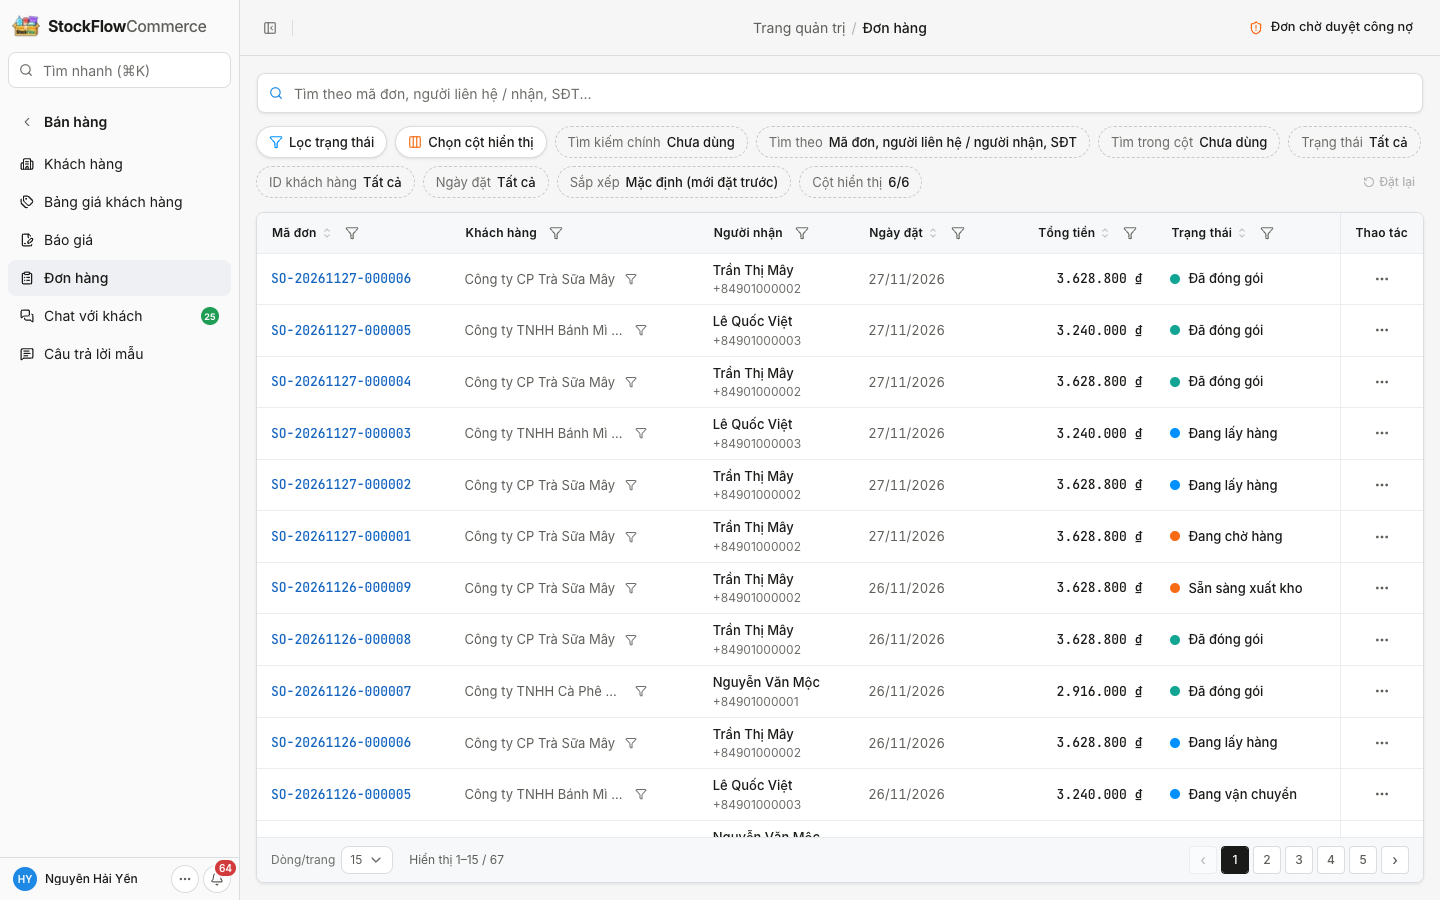 StockFlowCommerce
Tìm nhanh (⌘K)
Bán hàng
Khách hàng
Bảng giá khách hàng
Báo giá
Đơn hàng
Chat với khách 25
Câu trả lời mẫu
HY Nguyên Hải Yên ... 64
Trang quản trị / Đơn hàng
Đơn chờ duyệt công nợ
Tìm theo mã đơn, người liên hệ / nhận, SĐT...
Lọc trạng thái Chọn cột hiển thị Tìm kiếm chính Chưa dùng Tìm theo Mã đơn, người liên hệ / người nhận, SĐT Tìm trong cột Chưa dùng Trạng thái Tất cả
ID khách hàng Tất cả Ngày đặt Tất cả Sắp xếp Mặc định (mới đặt trước) Cột hiển thị 6/6 Đặt lại
Mã đơn Khách hàng Người nhận Ngày đặt Tổng tiền Trạng thái Thao tác
SO-20261127-000006 Công ty CP Trà Sữa Mây Trần Thị Mây 27/11/2026 3.628.800 ₫ Đã đóng gói ...
+84901000002
SO-20261127-000005 Công ty TNHH Bánh Mì ... Lê Quốc Việt 27/11/2026 3.240.000 ₫ Đã đóng gói ...
+84901000003
SO-20261127-000004 Công ty CP Trà Sữa Mây Trần Thị Mây 27/11/2026 3.628.800 ₫ Đã đóng gói ...
+84901000002
SO-20261127-000003 Công ty TNHH Bánh Mì ... Lê Quốc Việt 27/11/2026 3.240.000 ₫ Đang lấy hàng ...
+84901000003
SO-20261127-000002 Công ty CP Trà Sữa Mây Trần Thị Mây 27/11/2026 3.628.800 ₫ Đang lấy hàng ...
+84901000002
SO-20261127-000001 Công ty CP Trà Sữa Mây Trần Thị Mây 27/11/2026 3.628.800 ₫ Đang chờ hàng ...
+84901000002
SO-20261126-000009 Công ty CP Trà Sữa Mây Trần Thị Mây 26/11/2026 3.628.800 ₫ Sẵn sàng xuất kho ...
+84901000002
SO-20261126-000008 Công ty CP Trà Sữa Mây Trần Thị Mây 26/11/2026 3.628.800 ₫ Đã đóng gói ...
+84901000002
SO-20261126-000007 Công ty TNHH Cà Phê ... Nguyễn Văn Mộc 26/11/2026 2.916.000 ₫ Đã đóng gói ...
+84901000001
SO-20261126-000006 Công ty CP Trà Sữa Mây Trần Thị Mây 26/11/2026 3.628.800 ₫ Đang lấy hàng ...
+84901000002
SO-20261126-000005 Công ty TNHH Bánh Mì ... Lê Quốc Việt 26/11/2026 3.240.000 ₫ Đang vận chuyển ...
+84901000003
Nguyễn Văn Mộc
Dòng/trang 15 Hiển thị 1–15 / 67 ‹ 1 2 3 4 5 ›